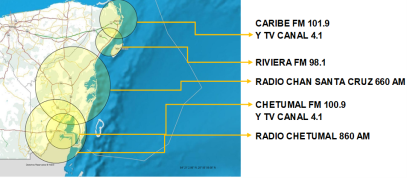 CARIBE FM 101.9
Y TV CANAL 4.1
RIVIERA FM 98.1
RADIO CHAN SANTA CRUZ 660 AM
CHETUMAL FM 100.9
Y TV CANAL 4.1
RADIO CHETUMAL 860 AM